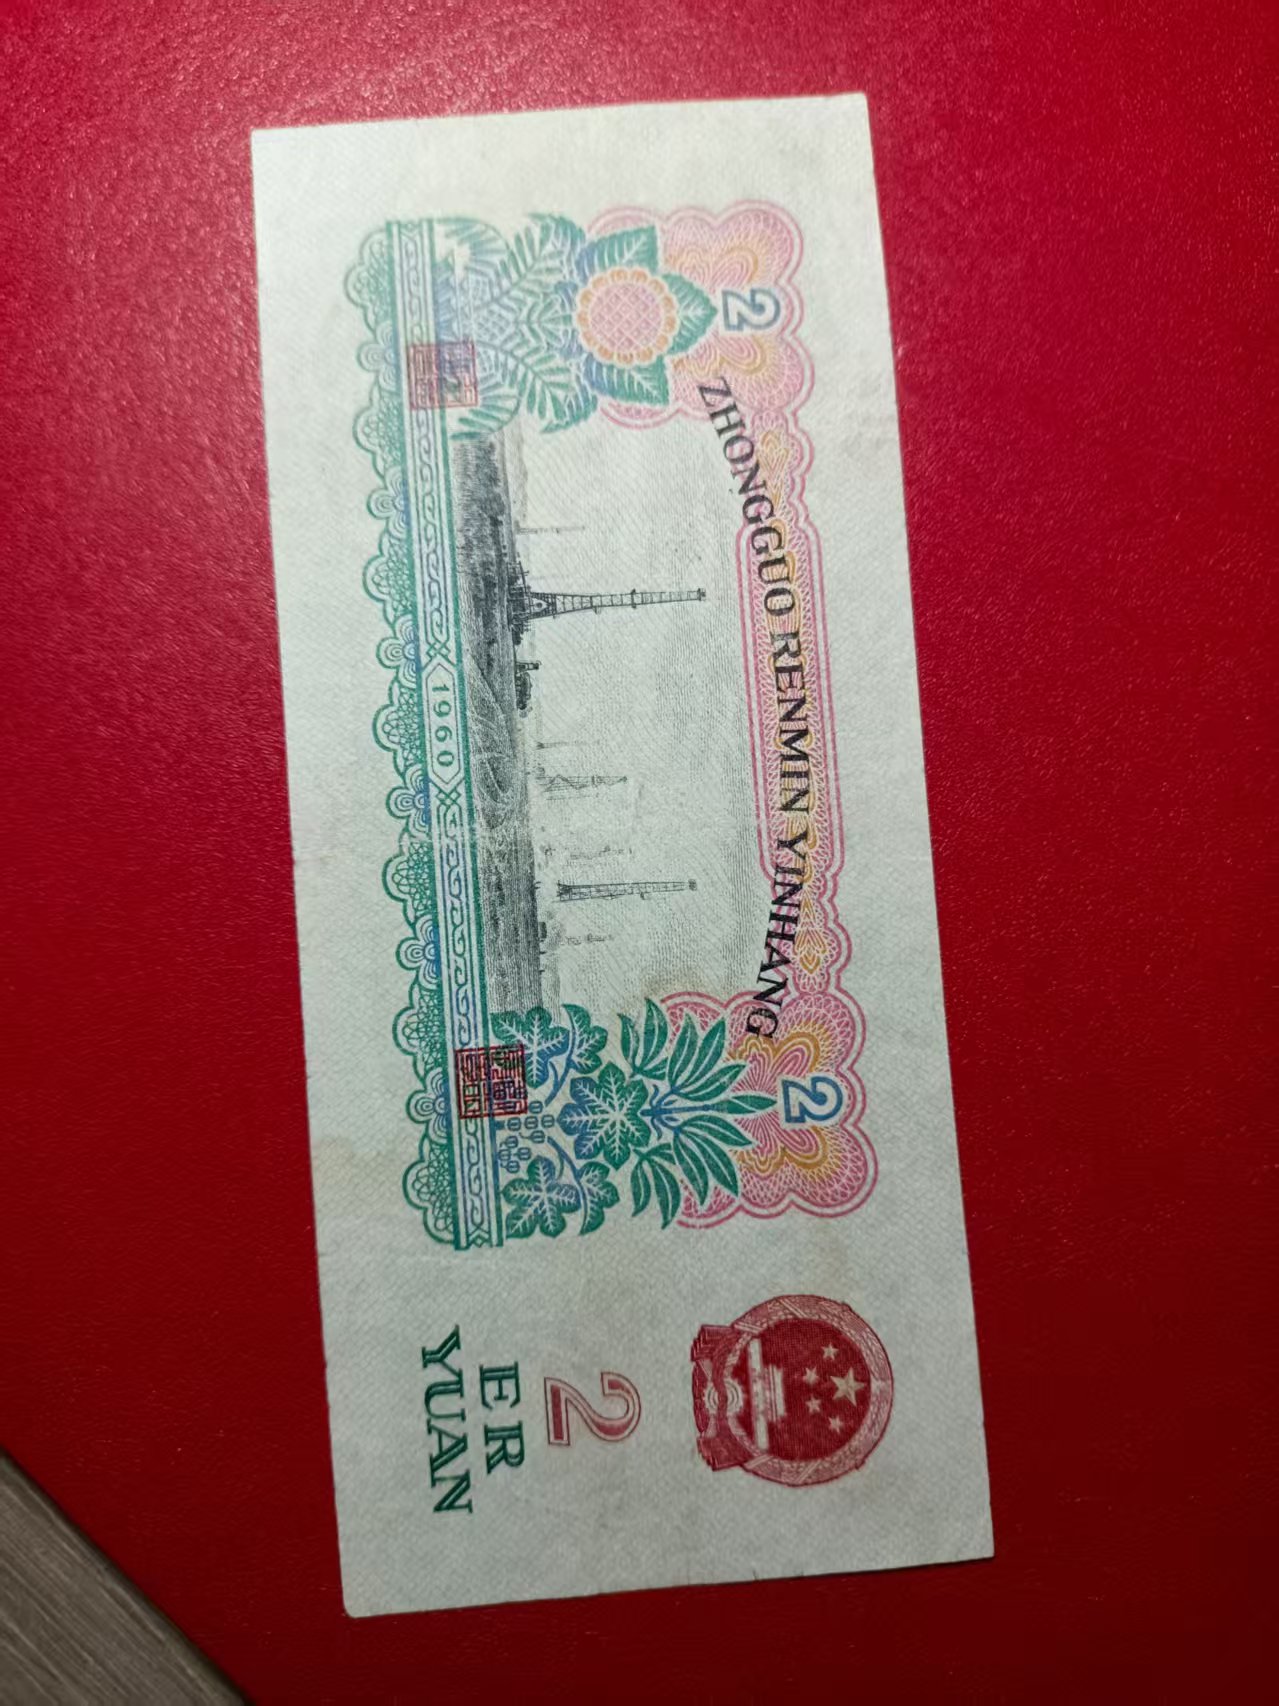 ZHONGGUO RENMIN YINHANG
2
2
1960
2
ER
YUAN